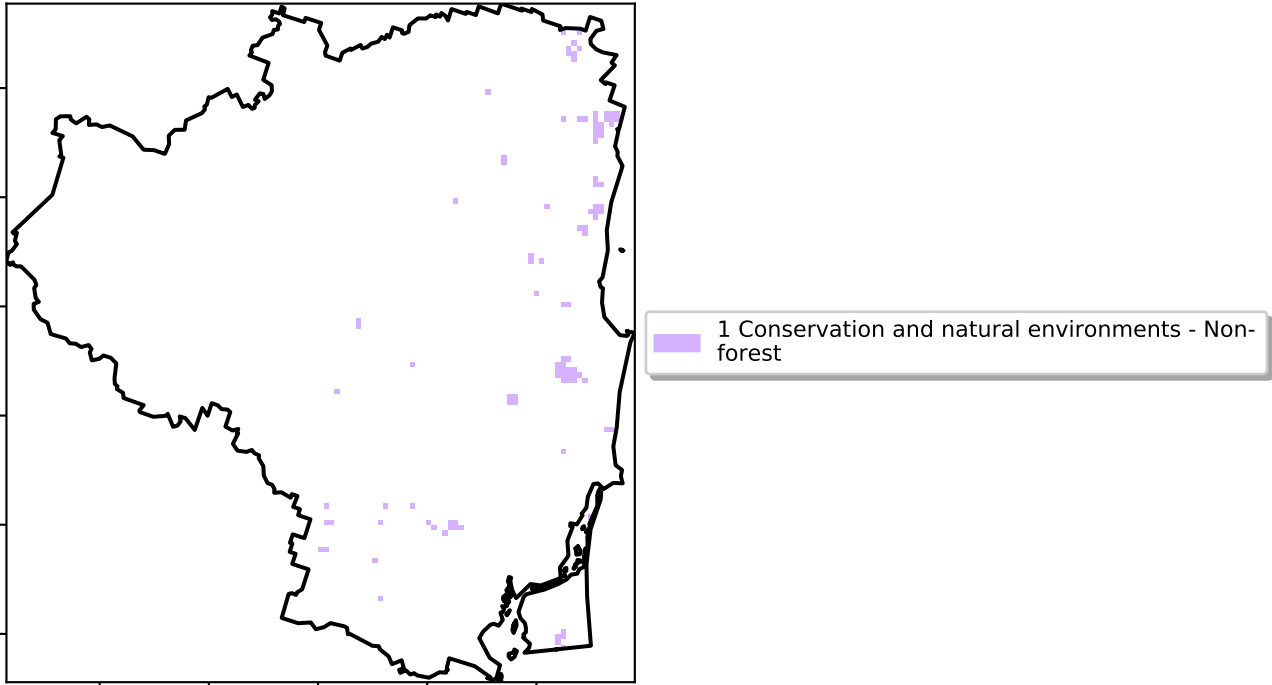 1 Conservation and natural environments - Non-
forest